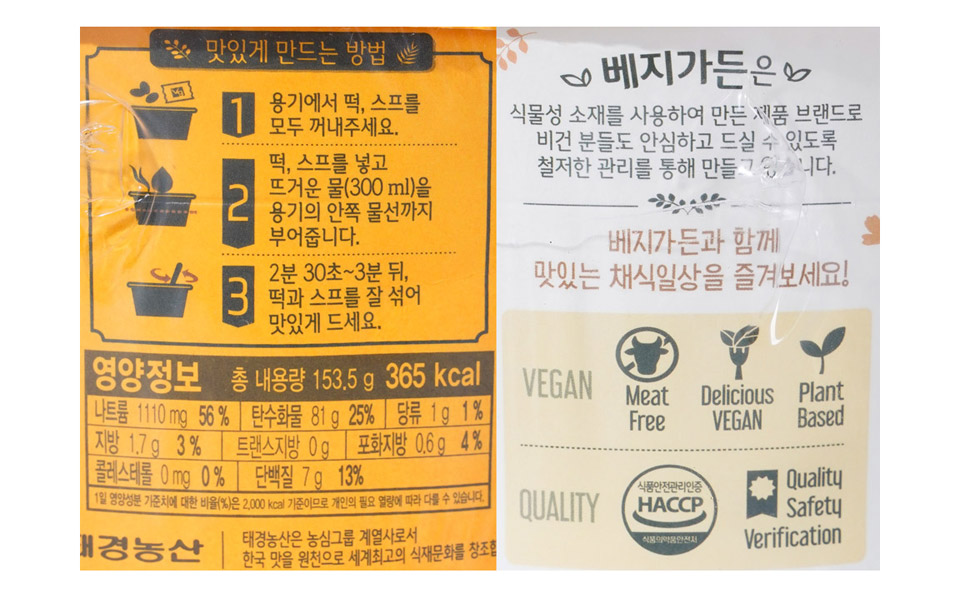 맛있게 만드는 방법
1
용기에서 떡, 스프를
모두 꺼내주세요.
2
떡, 스프를 넣고
뜨거운 물(300 ml)을
용기의 안쪽 물선까지
부어줍니다.
3
2분 30초~3분 뒤,
떡과 스프를 잘 섞어
맛있게 드세요.
영양정보 총 내용량 153.5 g 365 kcal
나트륨 1110 mg 56 % 탄수화물 81 g 25% 당류 1 g 1 %
지방 1.7 g 3 % 트랜스지방 0 g 포화지방 0.6 g 4 %
콜레스테롤 0 mg 0 % 단백질 7 g 13%
1일 영양성분 기준치에 대한 비율(%)은 2,000 kcal 기준이므로 개인의 필요 열량에 따라 다를 수 있습니다.
태경농산
태경농산은 농심그룹 계열사로서
한국 맛을 원천으로 세계최고의 식재문화를 창조합
베지가든은
식물성 소재를 사용하여 만든 제품 브랜드로
비건 분들도 안심하고 드실 수 있도록
철저한 관리를 통해 만들고 있습니다.
베지가든과 함께
맛있는 채식일상을 즐겨보세요!
VEGAN
Meat
Free
Delicious
VEGAN
Plant
Based
QUALITY
식품안전관리인증
HACCP
식품의약품안전처
Quality
Safety
Verification